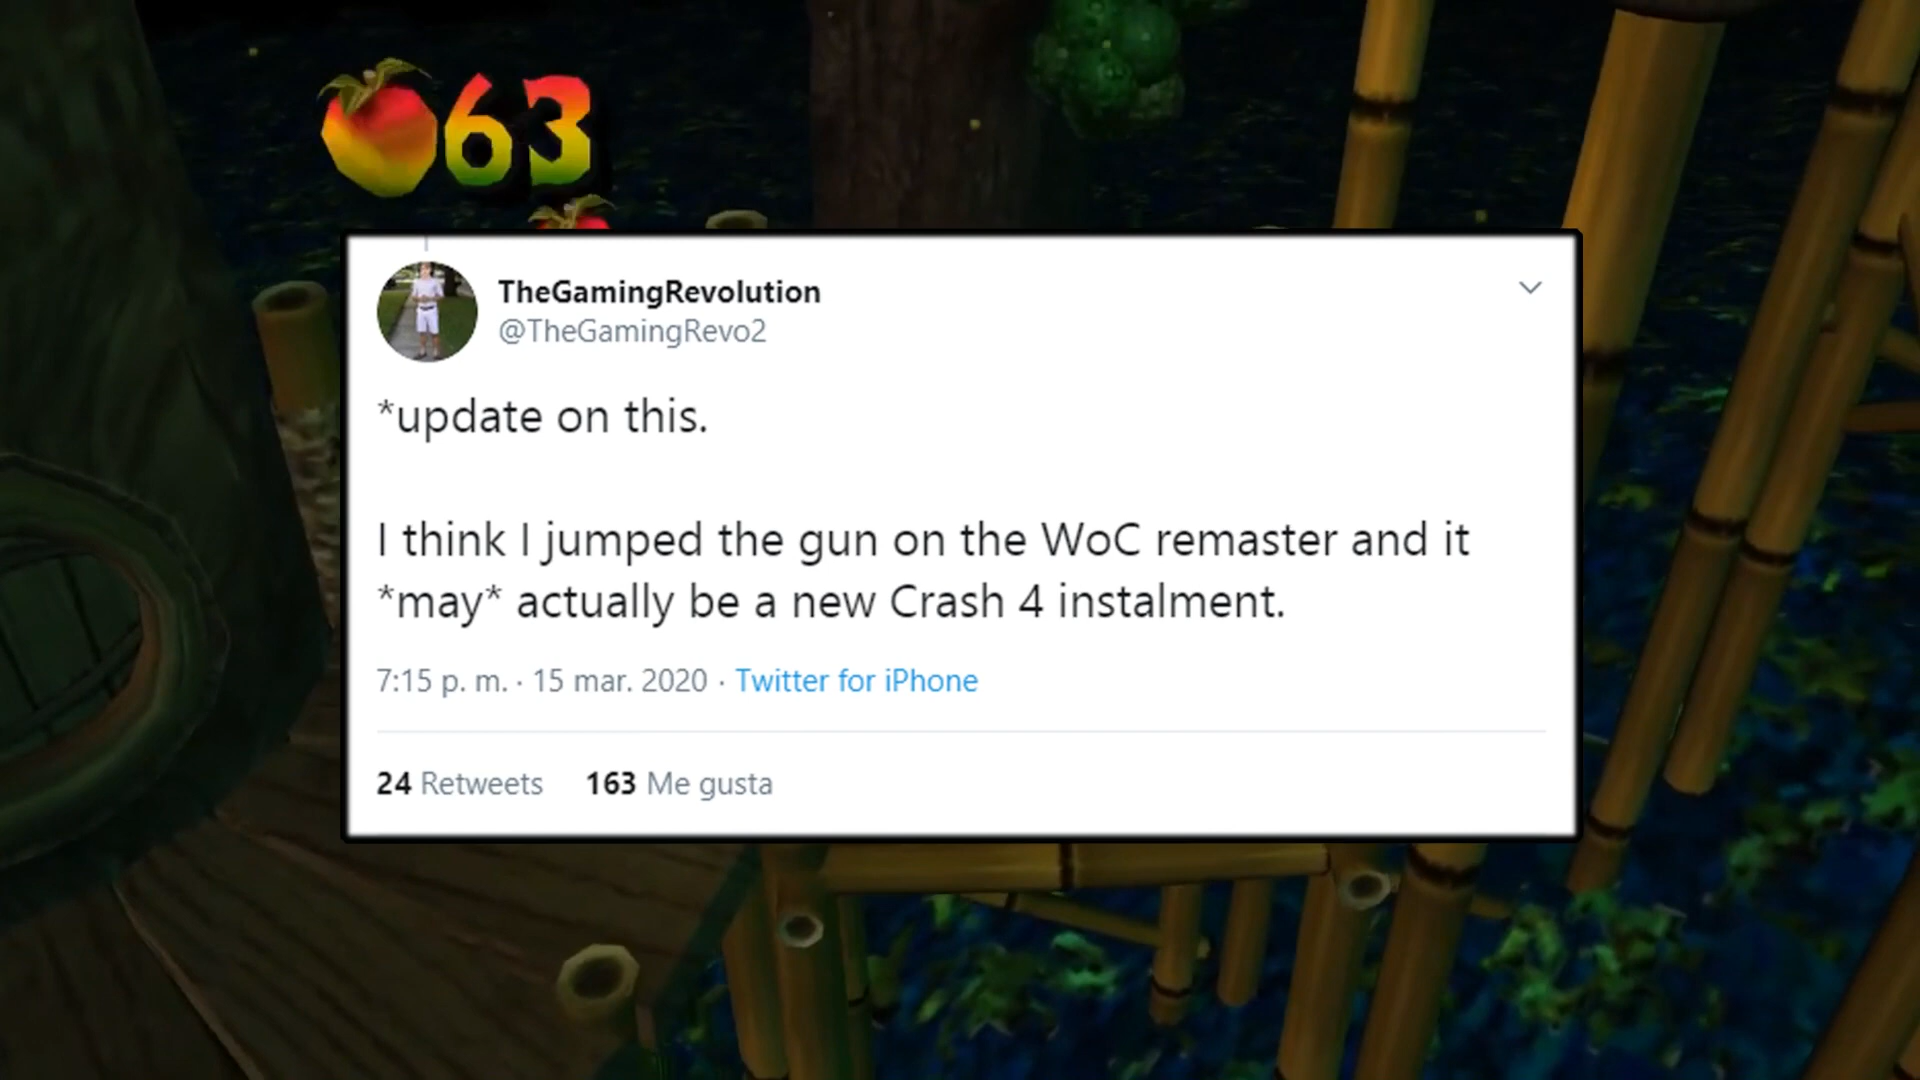 63
TheGamingRevolution
@TheGamingRevo2
*update on this.
I think I jumped the gun on the WoC remaster and it
*may* actually be a new Crash 4 instalment.
7:15 p. m. · 15 mar. 2020 · Twitter for iPhone
24 Retweets 163 Me gusta